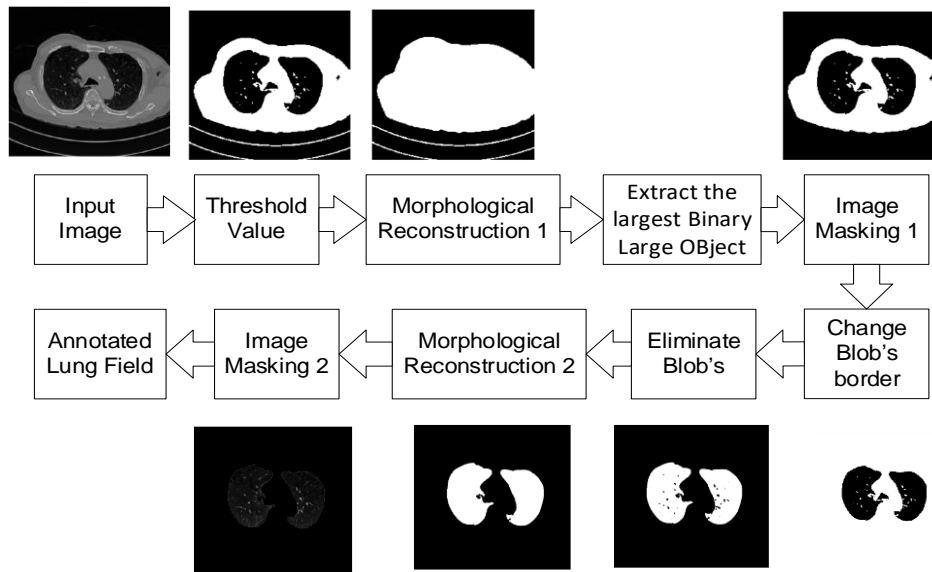 Input
Image
Threshold
Value
Morphological
Reconstruction 1
Extract the
largest Binary
Large OBject
Image
Masking 1
Change
Blob's
border
Eliminate
Blob's
Morphological
Reconstruction 2
Image
Masking 2
Annotated
Lung Field